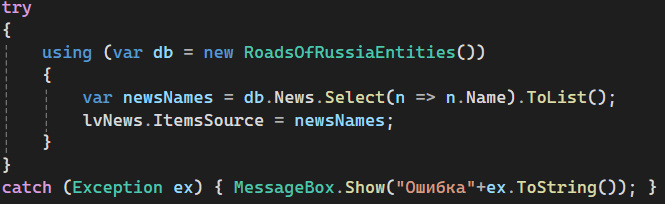 try
{
    using (var db = new RoadsOfRussiaEntities())
    {
        var newsNames = db.News.Select(n => n.Name).ToList();
        lvNews.ItemsSource = newsNames;
    }
}
catch (Exception ex) { MessageBox.Show("Ошибка"+ex.ToString()); }